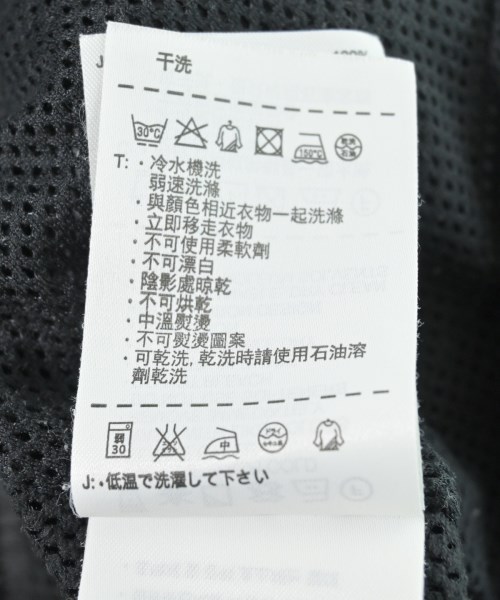 干洗
30°C
150°C
T: ・冷水機洗
弱速洗滌
・與顏色相近衣物一起洗滌
・立即移走衣物
・不可使用柔軟劑
・不可漂白
・陰影處晾乾
・不可烘乾
・中溫熨燙
・不可熨燙圖案
・可乾洗, 乾洗時請使用石油溶
劑乾洗
弱
30
中
J: ・低温で洗濯して下さい